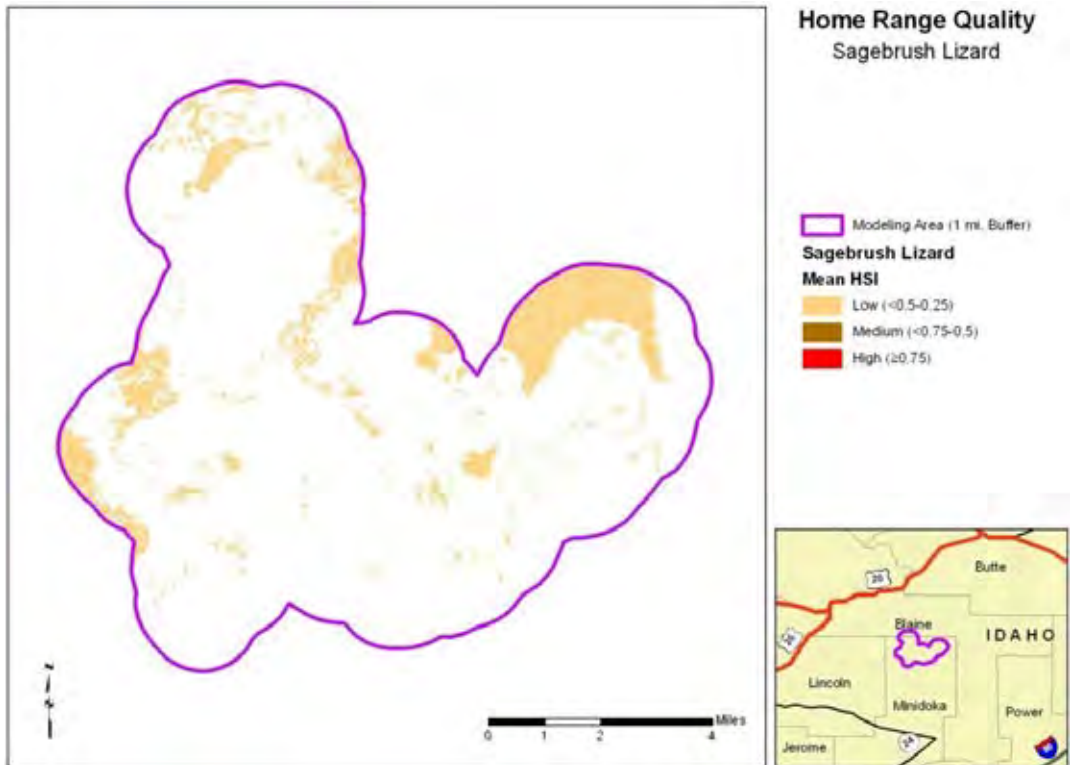 Home Range Quality
Sagebrush Lizard
Modeling Area (1 mi. Buffer)
Sagebrush Lizard
Mean HSI
Low (<0.5-0.25)
Medium (<0.75-0.5)
High (≥0.75)
Miles
0 1 2 4
Butte
20
Blaine
IDAHO
26
Lincoln
Minidoka
Power
24
Jerome